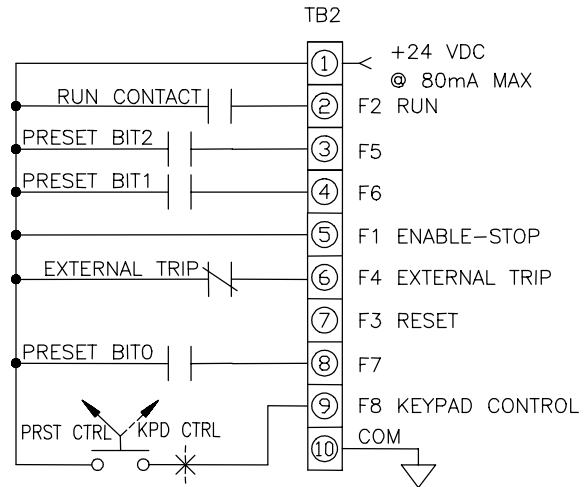 TB2
1 +24 VDC
@ 80mA MAX
RUN CONTACT 2 F2 RUN
PRESET BIT2 3 F5
PRESET BIT1 4 F6
5 F1 ENABLE-STOP
EXTERNAL TRIP 6 F4 EXTERNAL TRIP
7 F3 RESET
PRESET BIT0 8 F7
9 F8 KEYPAD CONTROL
PRST CTRL KPD CTRL
10 COM